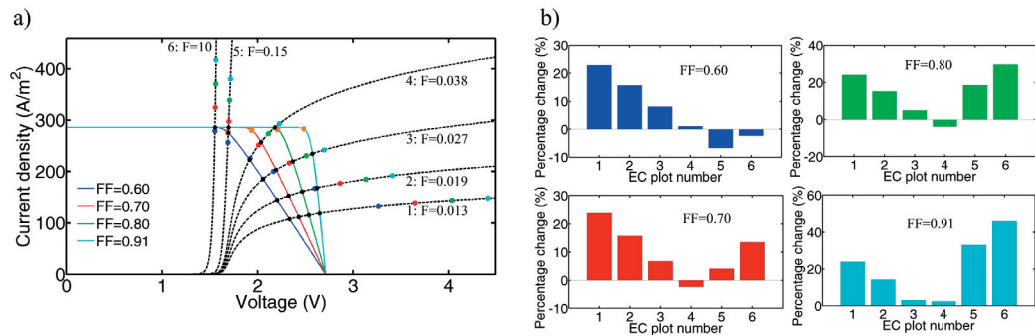 a)
Current density (A/m²)
400
300
200
100
0
0
1
2
3
4
Voltage (V)
6: F=10
5: F=0.15
4: F=0.038
3: F=0.027
2: F=0.019
1: F=0.013
FF=0.60
FF=0.70
FF=0.80
FF=0.91
b)
Percentage change (%)
30
20
10
0
-10
FF=0.60
1 2 3 4 5 6
EC plot number
Percentage change (%)
40
20
0
-20
FF=0.80
1 2 3 4 5 6
EC plot number
Percentage change (%)
30
20
10
0
-10
FF=0.70
1 2 3 4 5 6
EC plot number
Percentage change (%)
60
40
20
0
FF=0.91
1 2 3 4 5 6
EC plot number